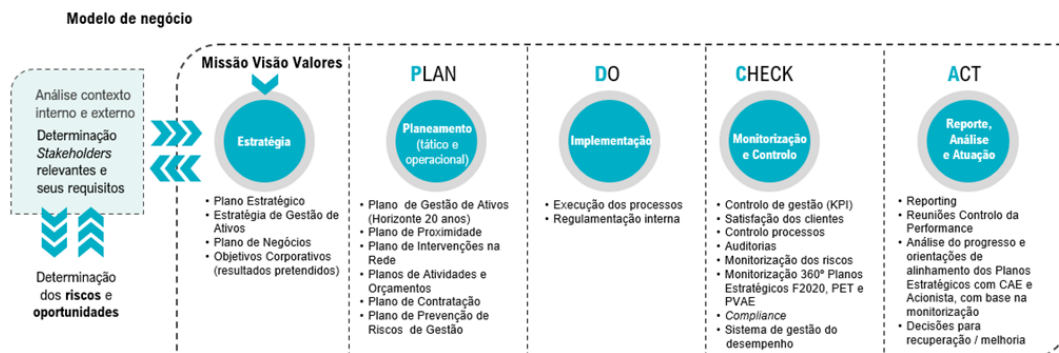 Modelo de negócio
Análise contexto
interno e externo
Determinação
Stakeholders
relevantes e
seus requisitos
Determinação
dos riscos e
oportunidades
Missão Visão Valores
Estratégia
• Plano Estratégico
• Estratégia de Gestão de
Ativos
• Plano de Negócios
• Objetivos Corporativos
(resultados pretendidos)
PLAN
Planeamento
(tático e
operacional)
• Plano de Gestão de Ativos
(Horizonte 20 anos)
• Plano de Proximidade
• Plano de Intervenções na
Rede
• Planos de Atividades e
Orçamentos
• Plano de Contratação
• Plano de Prevenção de
Riscos de Gestão
DO
Implementação
• Execução dos processos
• Regulamentação interna
CHECK
Monitorização
e Controlo
• Controlo de gestão (KPI)
• Satisfação dos clientes
• Controlo processos
• Auditorias
• Monitorização dos riscos
• Monitorização 360º Planos
Estratégicos F2020, PET e
PVAE
• Compliance
• Sistema de gestão do
desempenho
ACT
Reporte,
Análise
e Atuação
• Reporting
• Reuniões Controlo da
Performance
• Análise do progresso e
orientações de
alinhamento dos Planos
Estratégicos com CAE e
Acionista, com base na
monitorização
• Decisões para
recuperação / melhoria